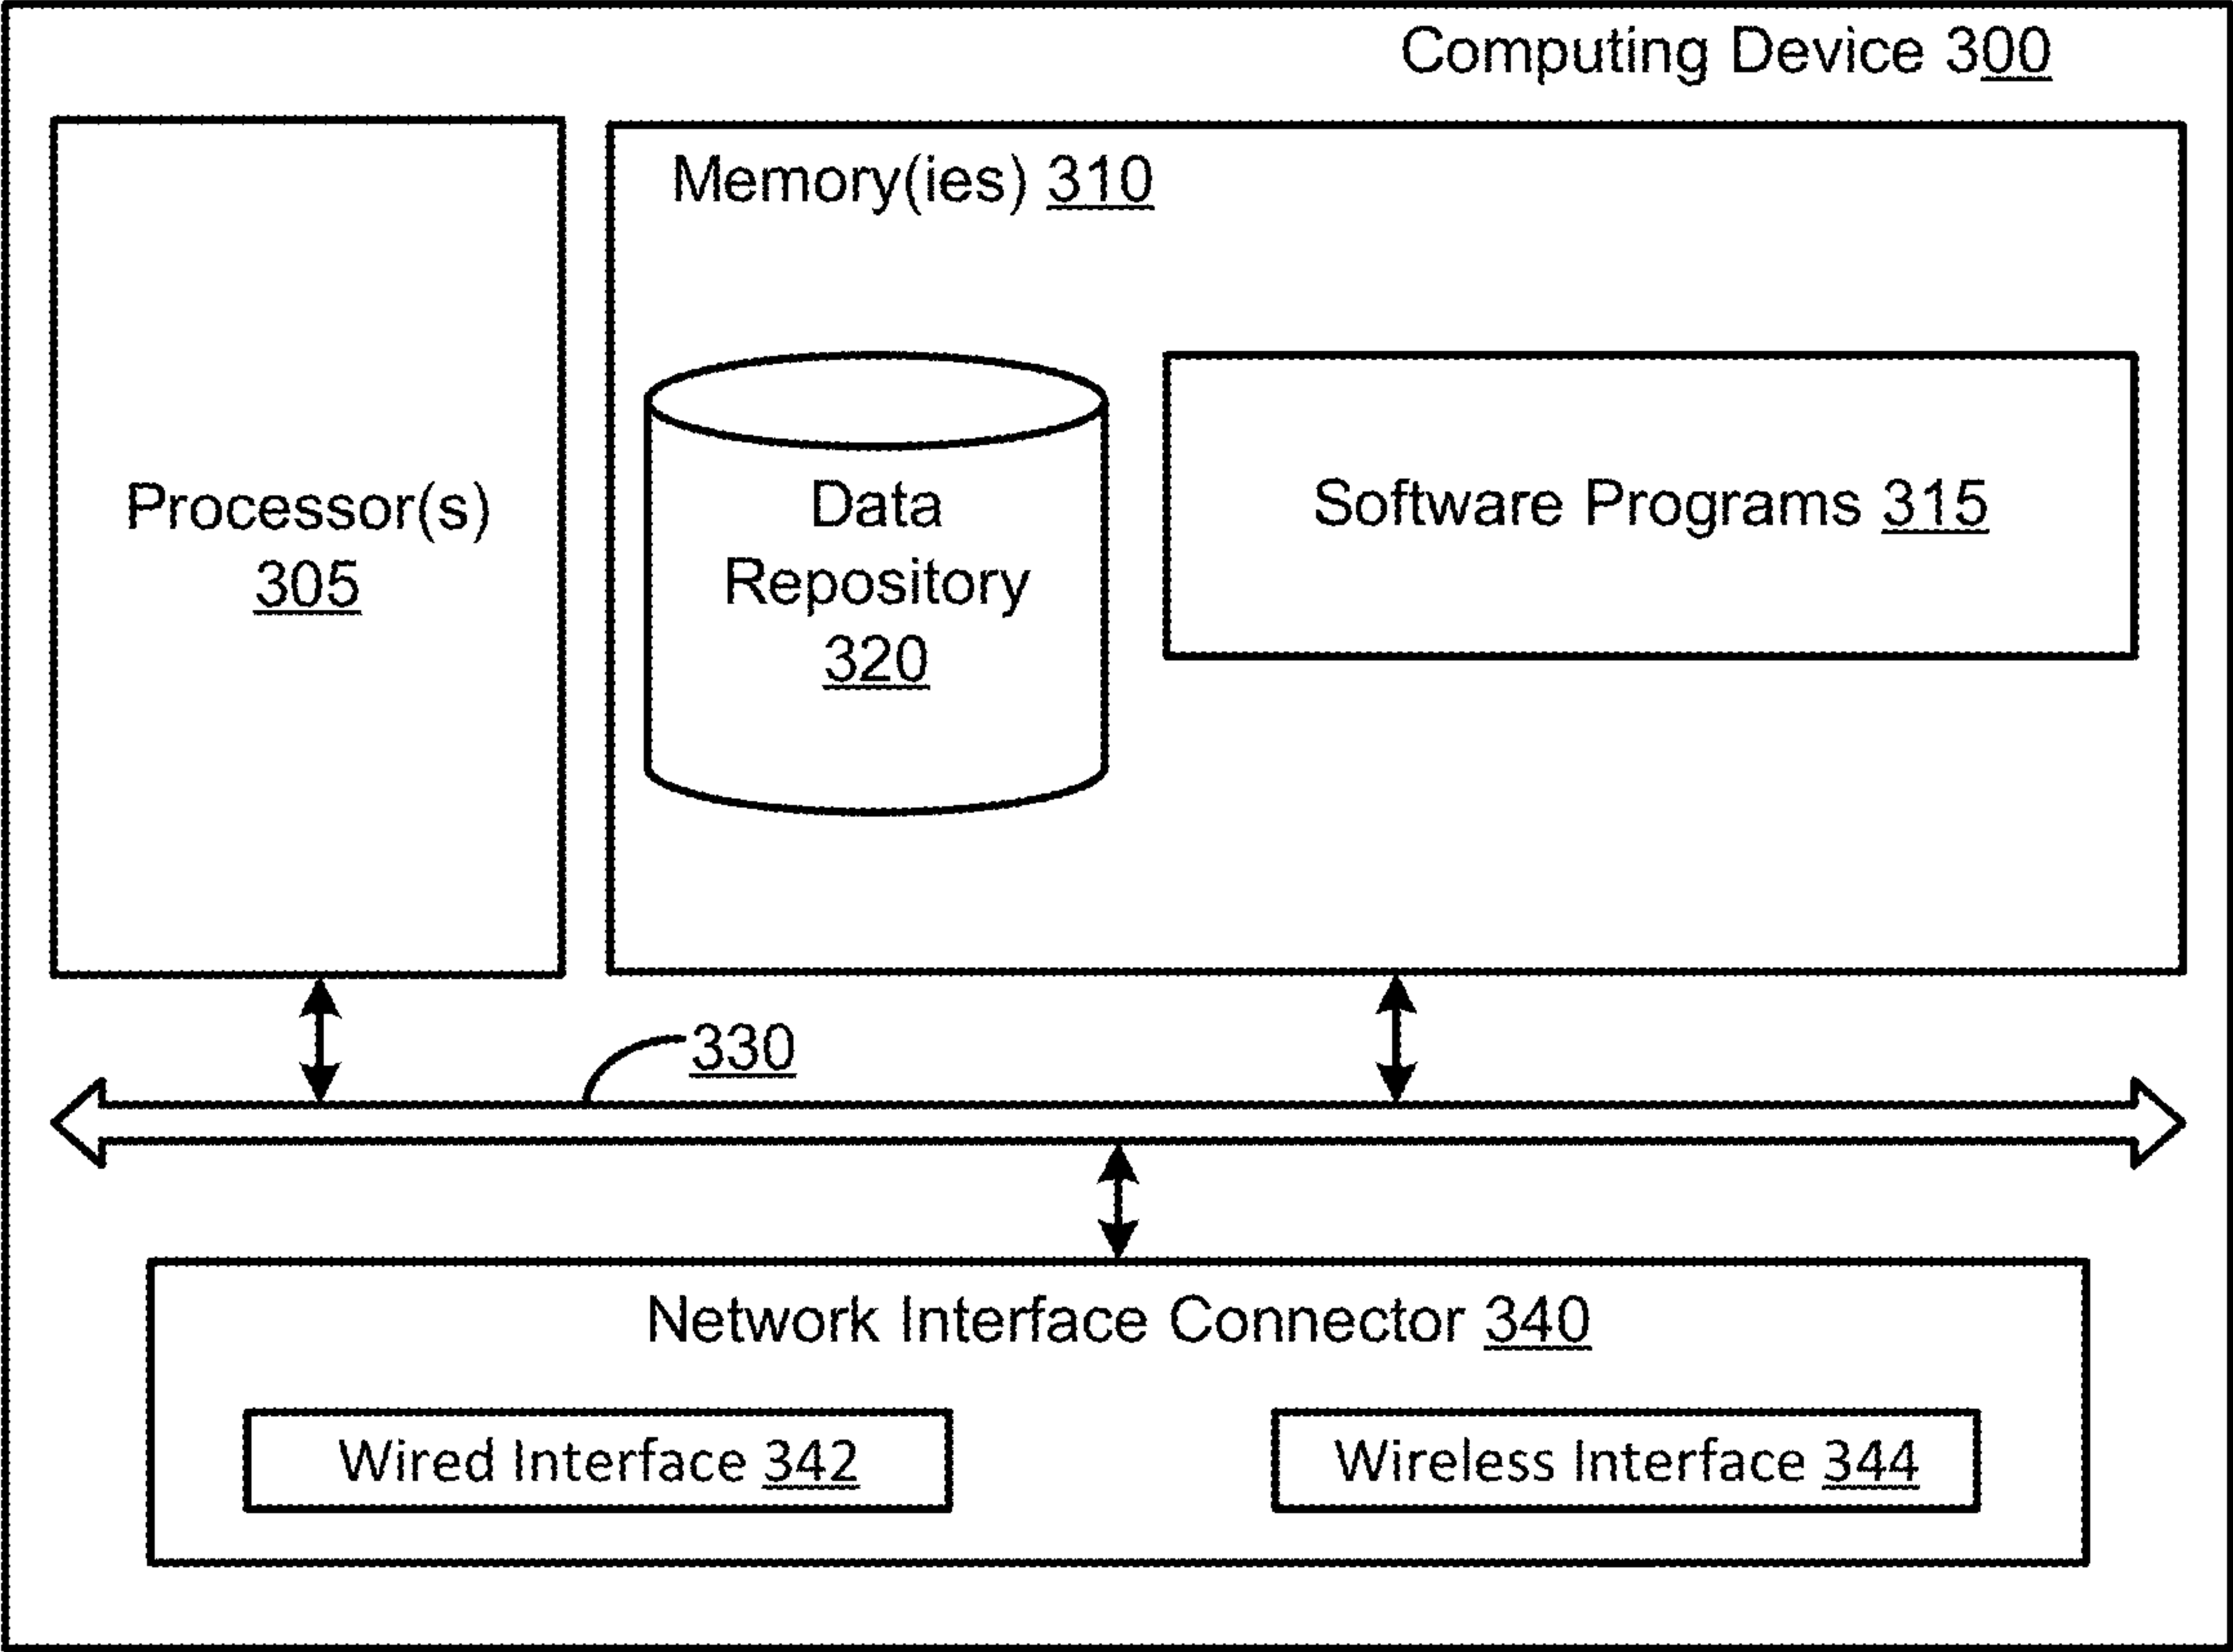 Computing Device 300
Memory(ies) 310
Processor(s)
305
Data
Repository
320
Software Programs 315
330
Network Interface Connector 340
Wired Interface 342
Wireless Interface 344